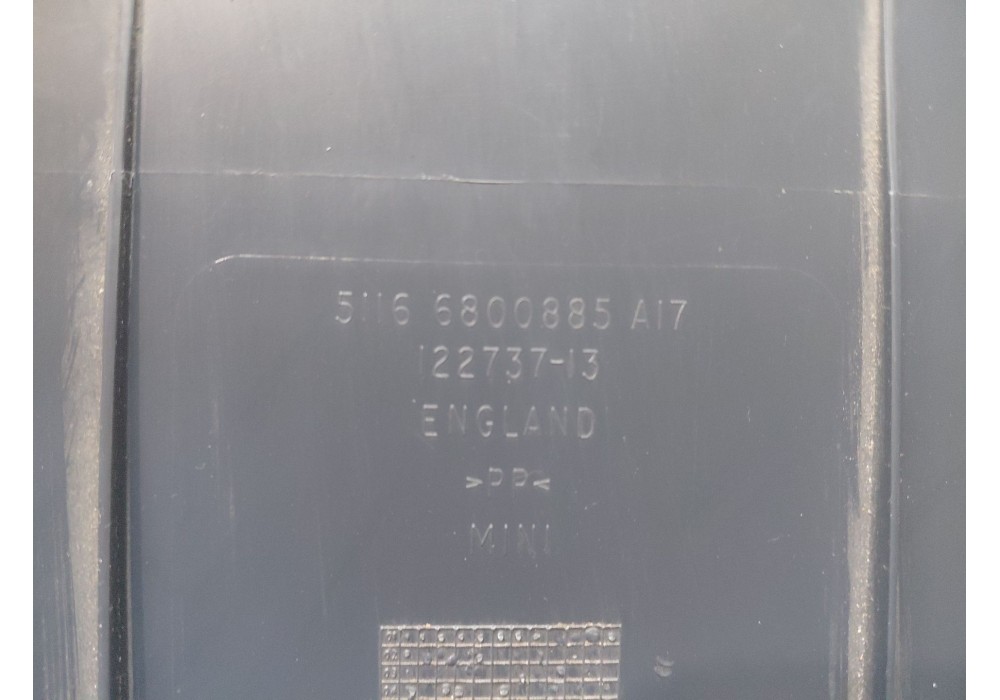 5116 6800885 A17
122737-13
ENGLAND
>PP<
MINI